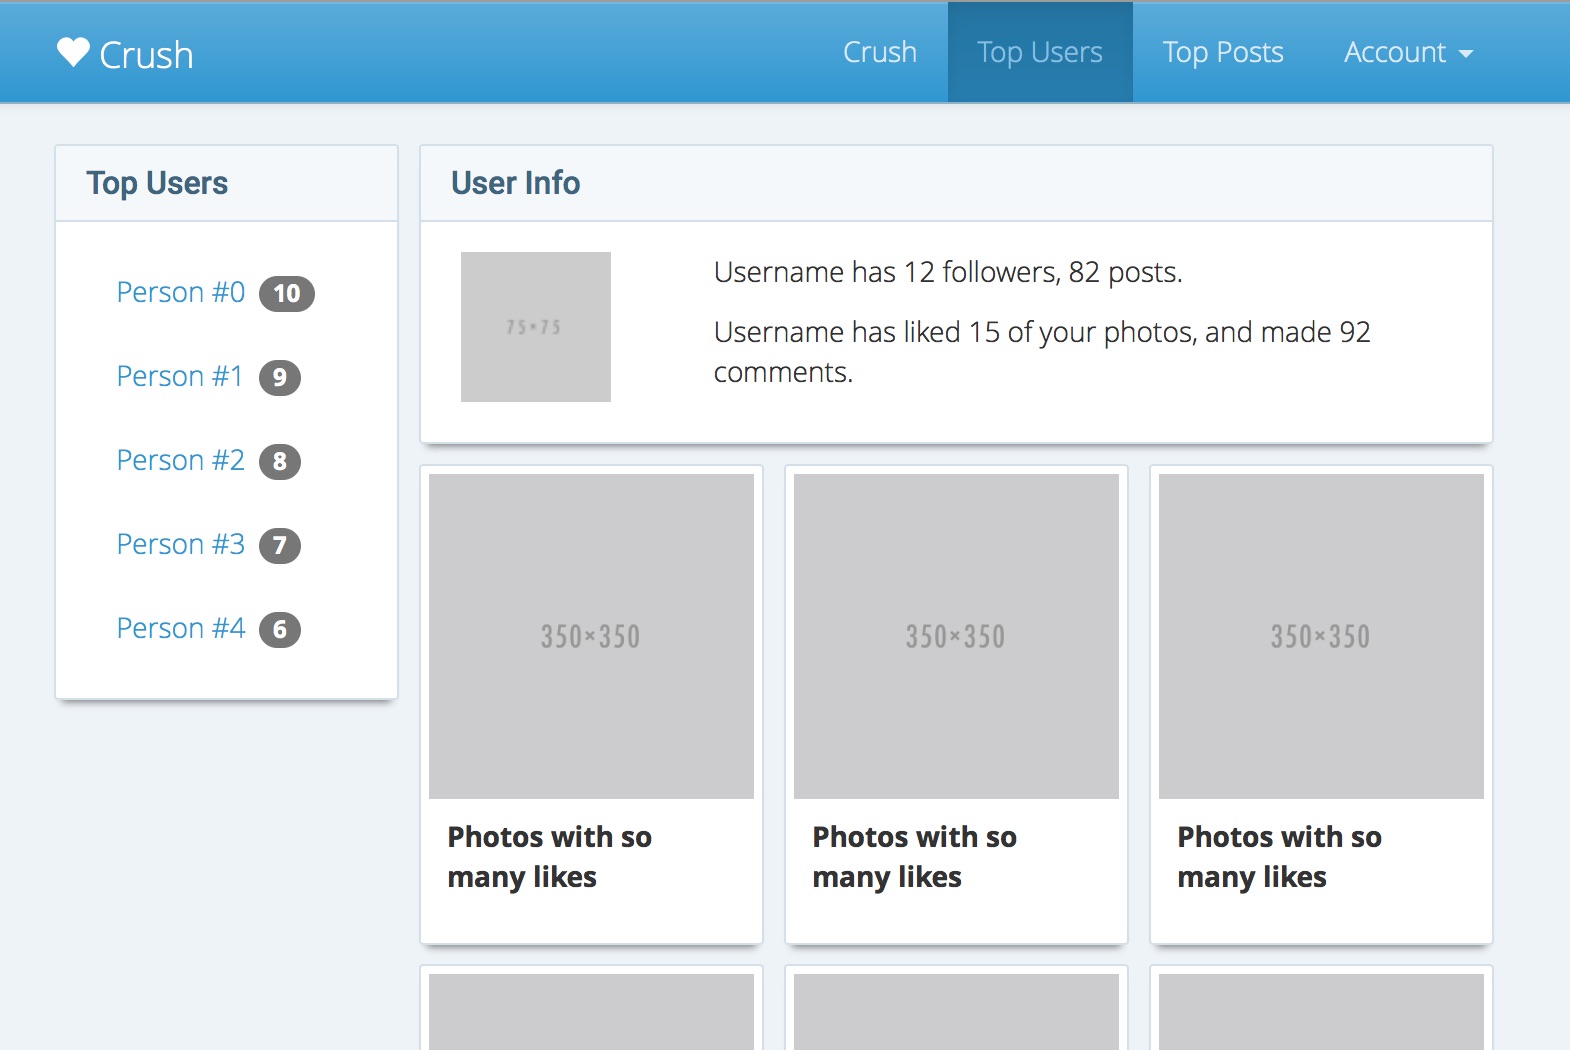 Crush
Crush
Top Users
Top Posts
Account
Top Users
Person #0 10
Person #1 9
Person #2 8
Person #3 7
Person #4 6
User Info
75×75
Username has 12 followers, 82 posts.
Username has liked 15 of your photos, and made 92
comments.
350×350
350×350
350×350
Photos with so
many likes
Photos with so
many likes
Photos with so
many likes